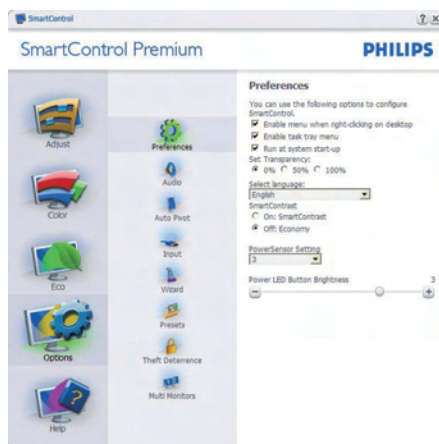 SmartControl
SmartControl Premium
PHILIPS
Adjust
Color
Eco
Options
Help
Preferences
Audio
Auto Pivot
Input
Wizard
Presets
Theft Deterrence
Multi Monitors
Preferences
You can use the following options to configure
SmartControl.
Enable menu when right-clicking on desktop
Enable task tray menu
Run at system start-up
Set Transparency:
0% 50% 100%
Select language:
English
SmartContrast
On: SmartContrast
Off: Economy
PowerSensor Setting
3
Power LED Button Brightness 3